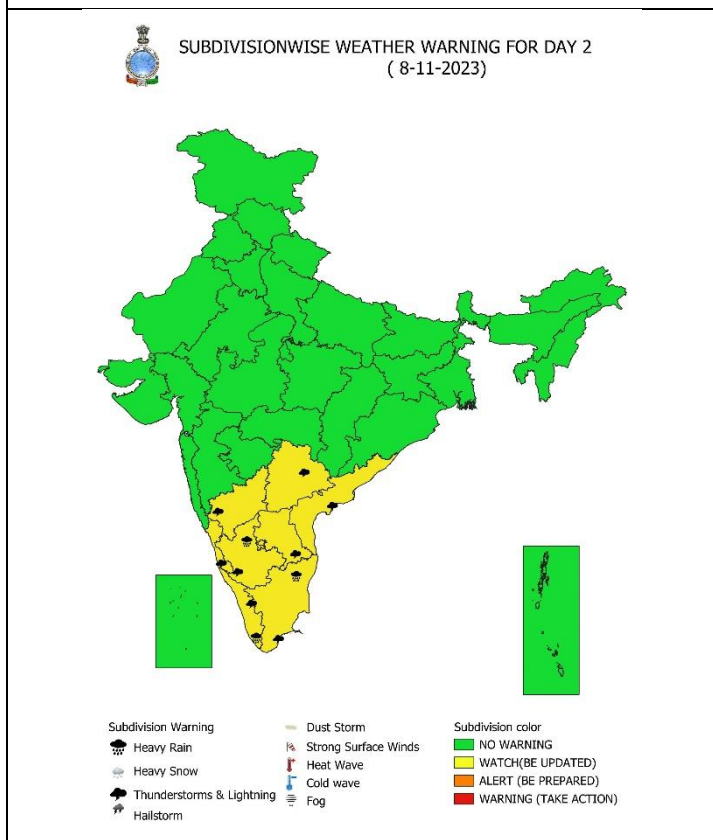 SUBDIVISIONWISE WEATHER WARNING FOR DAY 2
( 8-11-2023)
Subdivision Warning
Heavy Rain
Heavy Snow
Thunderstorms & Lightning
Hailstorm
Dust Storm
Strong Surface Winds
Heat Wave
Cold wave
Fog
Subdivision color
NO WARNING
WATCH(BE UPDATED)
ALERT (BE PREPARED)
WARNING (TAKE ACTION)